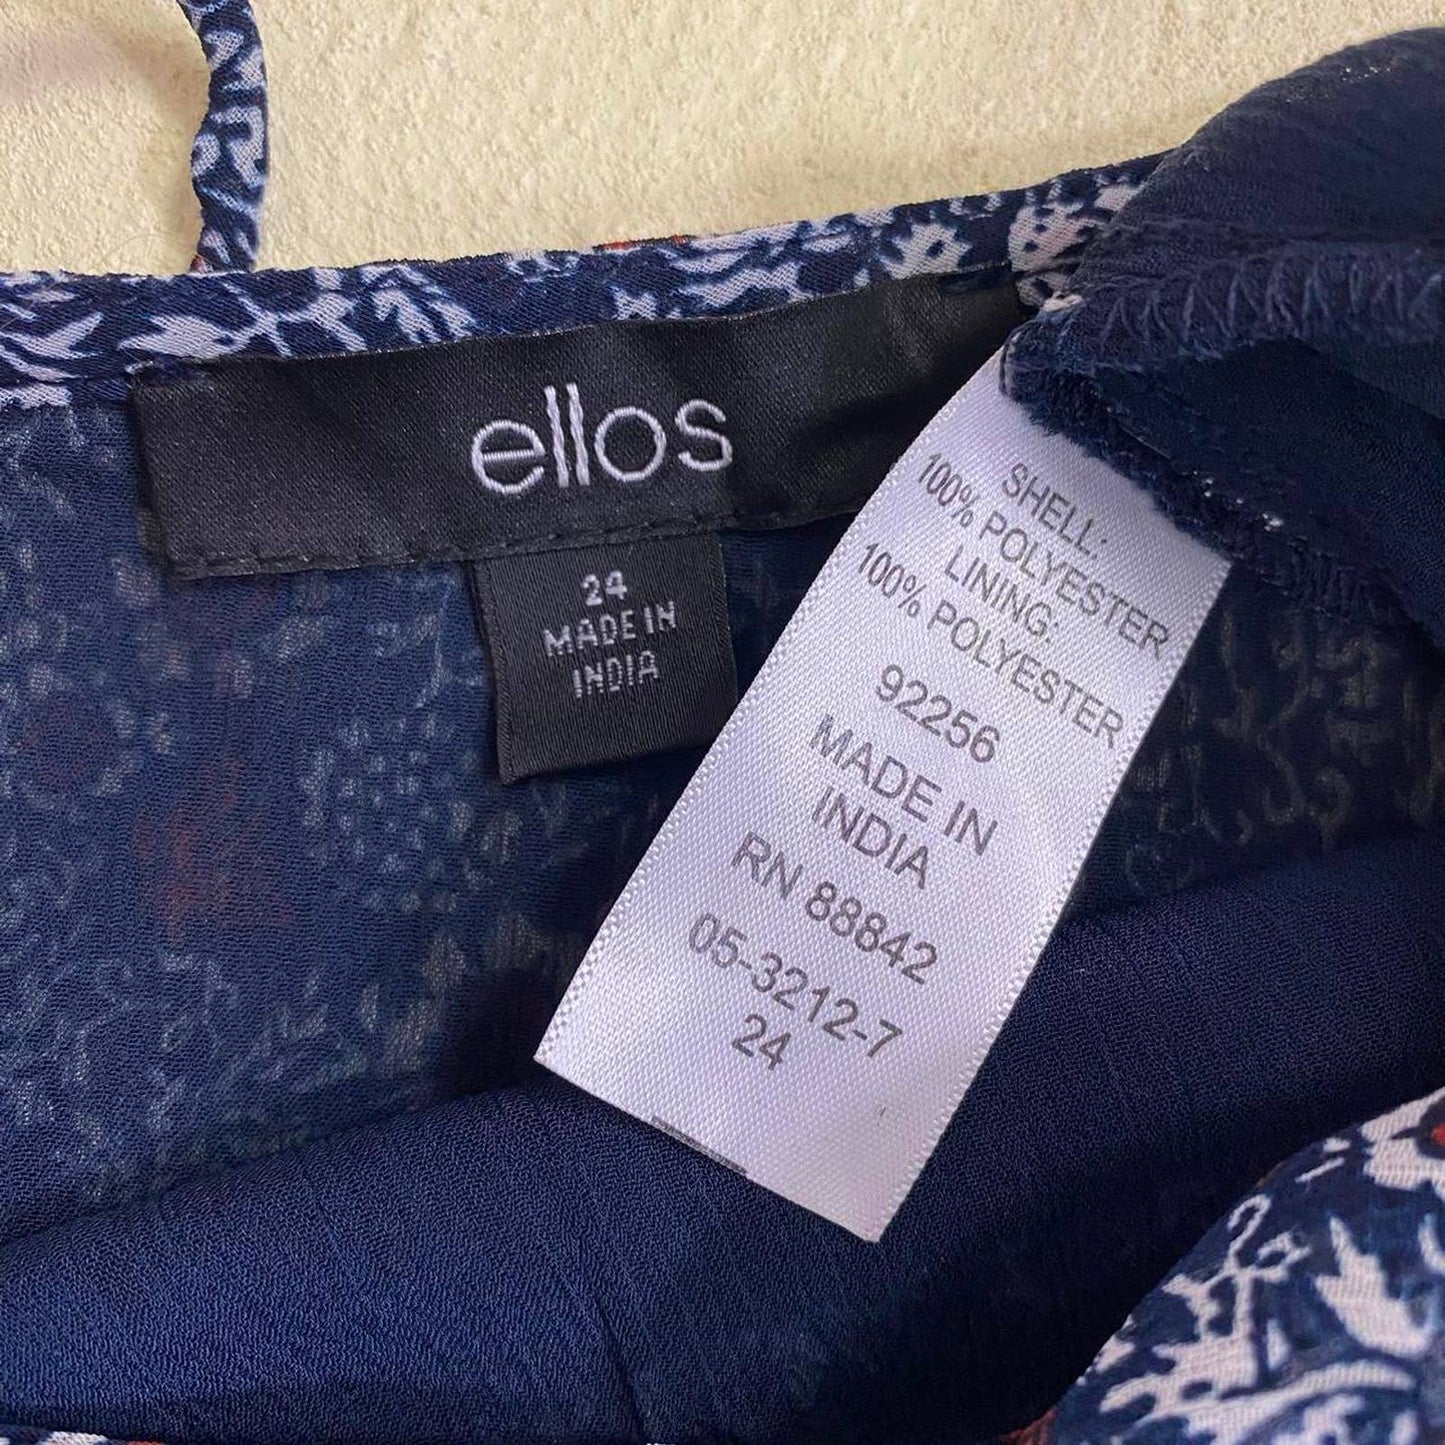 ellos
24
MADE IN
INDIA
SHELL:
100% POLYESTER
LINING:
100% POLYESTER
92256
MADE IN
INDIA
RN 88842
05-3212-7
24